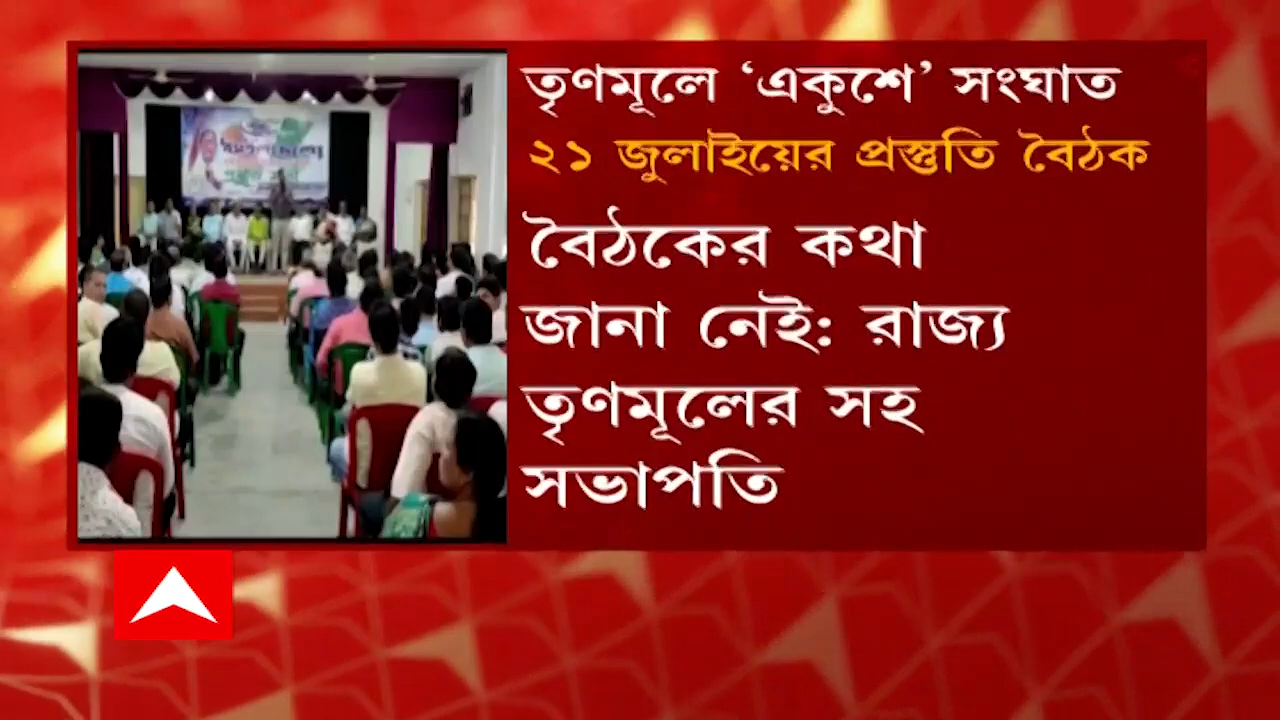 তৃণমূলে ‘একুশে’ সংঘাত
২১ জুলাইয়ের প্রস্তুতি বৈঠক
বৈঠকের কথা
জানা নেই: রাজ্য
তৃণমূলের সহ
সভাপতি